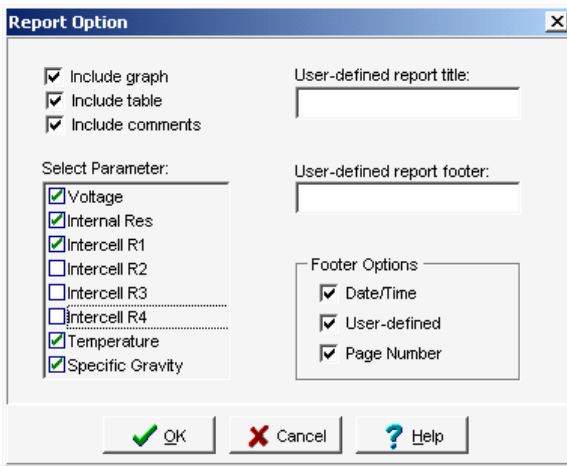 Report Option
Include graph
Include table
Include comments
User-defined report title:
Select Parameter:
Voltage
Internal Res
Intercell R1
Intercell R2
Intercell R3
Intercell R4
Temperature
Specific Gravity
User-defined report footer:
Footer Options
Date/Time
User-defined
Page Number
OK
Cancel
Help